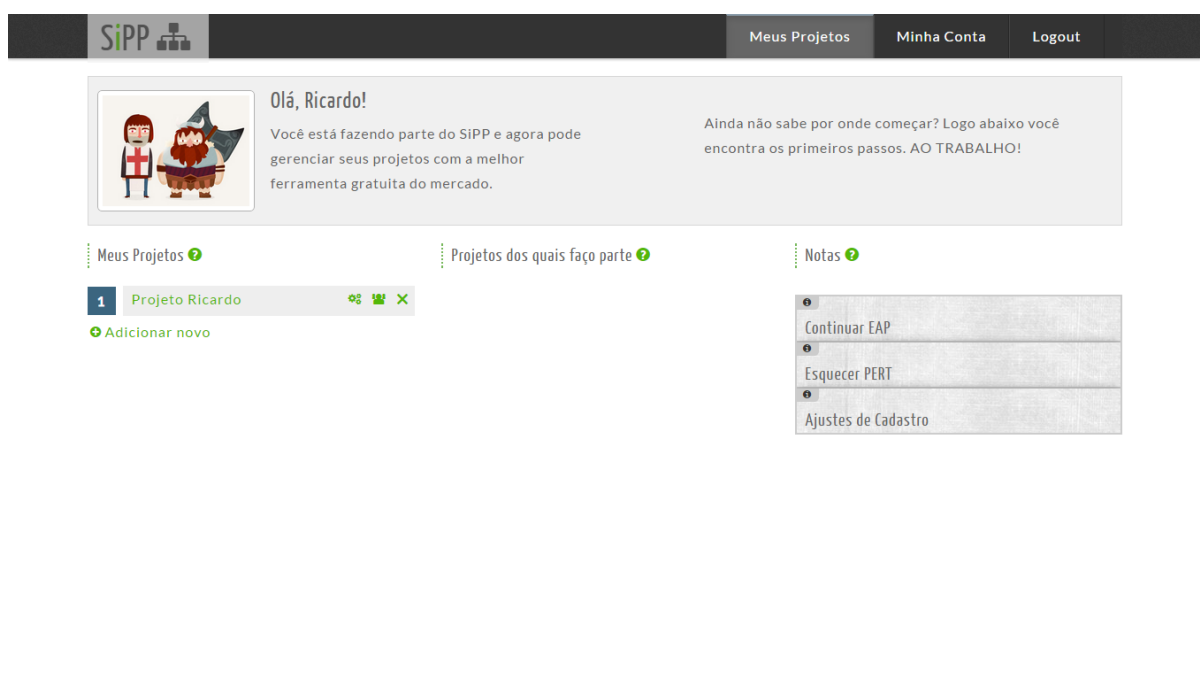 SiPP
Meus Projetos
Minha Conta
Logout
Olá, Ricardo!
Você está fazendo parte do SiPP e agora pode
gerenciar seus projetos com a melhor
ferramenta gratuita do mercado.
Ainda não sabe por onde começar? Logo abaixo você
encontra os primeiros passos. AO TRABALHO!
Meus Projetos
1 Projeto Ricardo
Adicionar novo
Projetos dos quais faço parte
Notas
Continuar EAP
Esquecer PERT
Ajustes de Cadastro